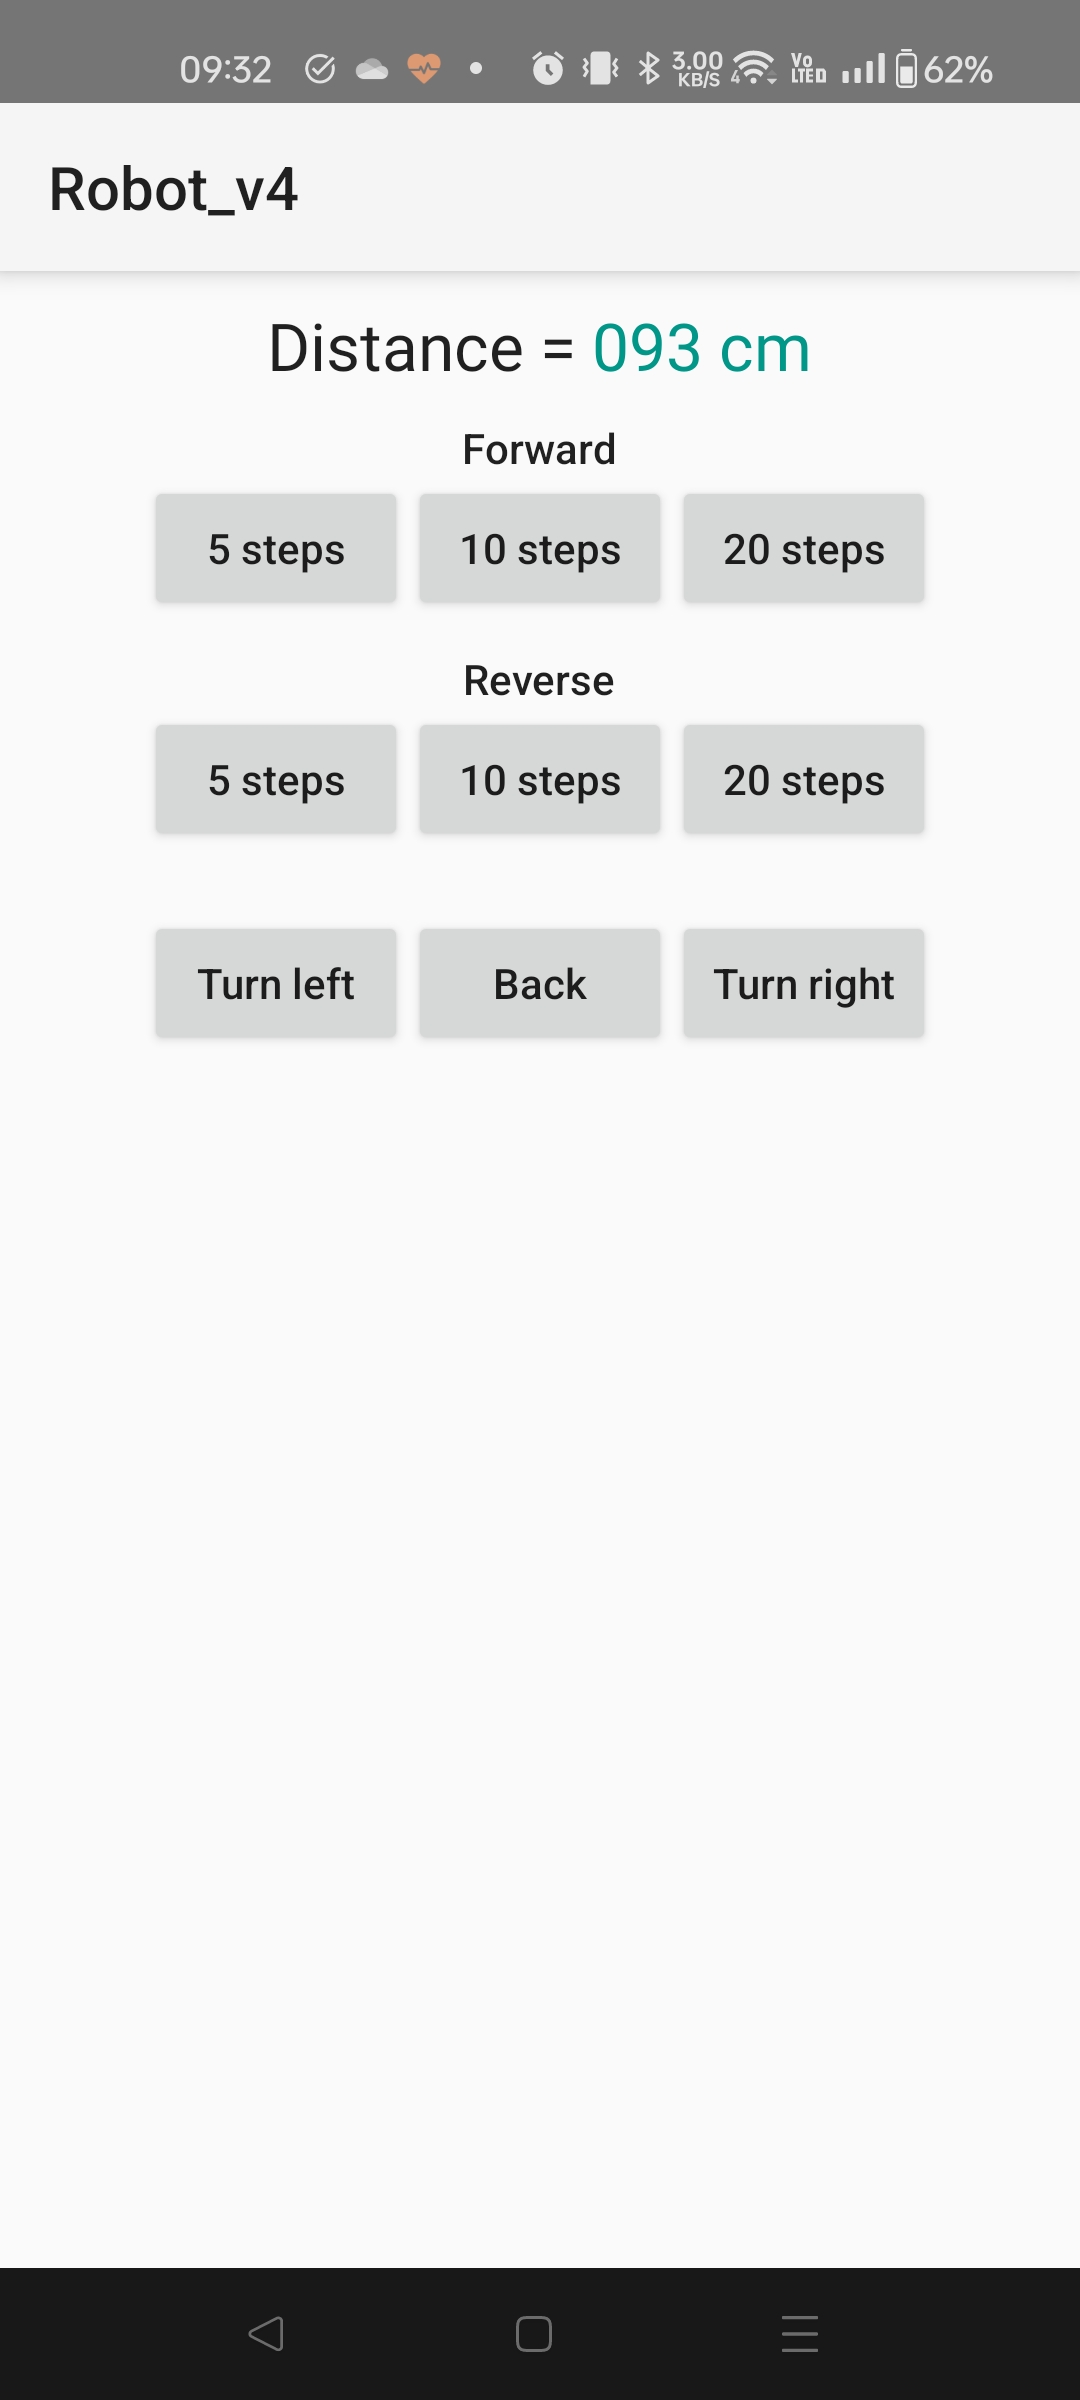 09:32 3.00 KB/S 4 Vo LTE 62%
Robot_v4
Distance = 093 cm
Forward
5 steps 10 steps 20 steps
Reverse
5 steps 10 steps 20 steps
Turn left Back Turn right